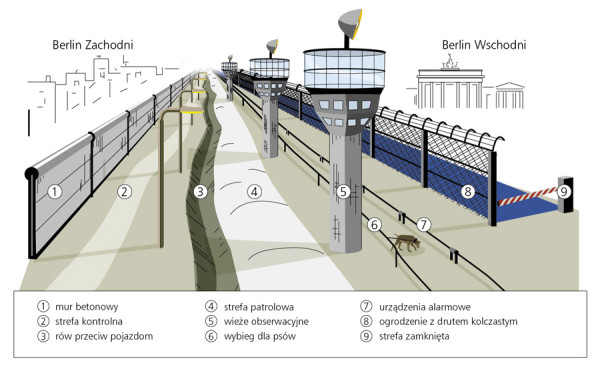 Berlin Zachodni
Berlin Wschodni
1
2
3
4
5
6
7
8
9
1 mur betonowy
2 strefa kontrolna
3 rów przeciw pojazdom
4 strefa patrolowa
5 wieże obserwacyjne
6 wybieg dla psów
7 urządzenia alarmowe
8 ogrodzenie z drutem kolczastym
9 strefa zamknięta